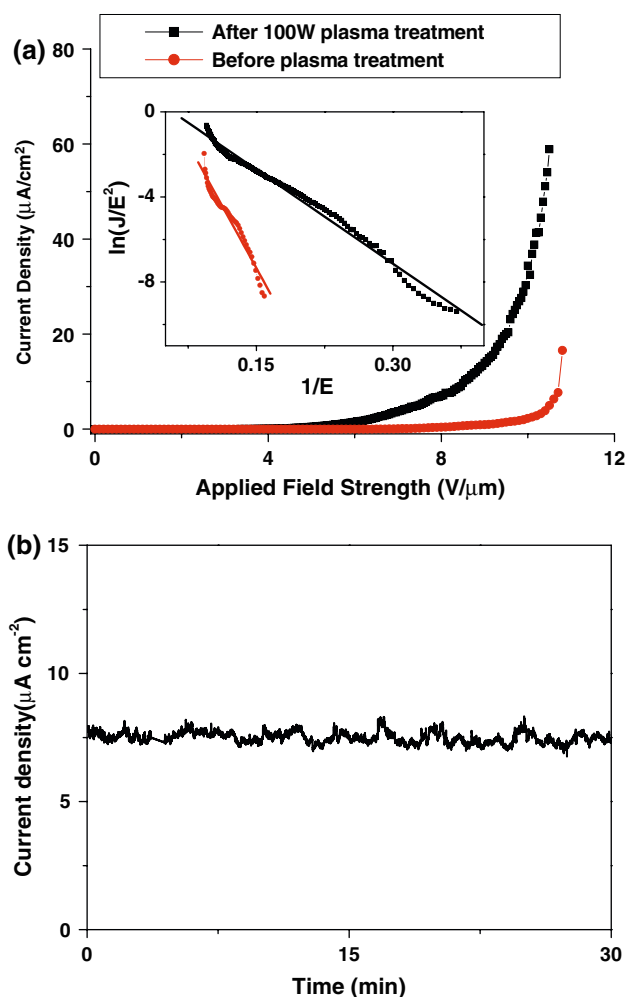 (a)
After 100W plasma treatment
Before plasma treatment
Current Density (μA/cm²)
80
60
40
20
0
0
4
8
12
Applied Field Strength (V/μm)
ln(J/E²)
0
-4
-8
0.15
0.30
1/E
(b)
Current density(μA cm⁻²)
15
10
5
0
0
15
30
Time (min)